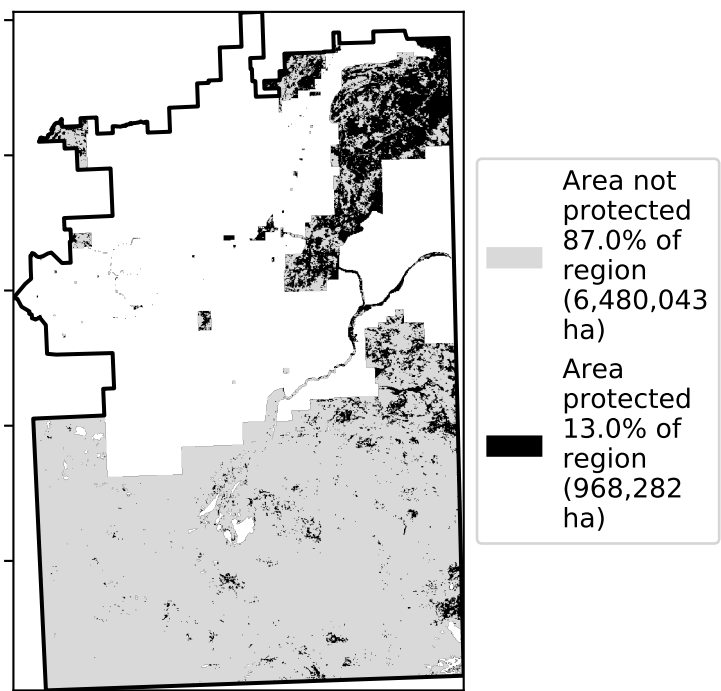 Area not
protected
87.0% of
region
(6,480,043
ha)
Area
protected
13.0% of
region
(968,282
ha)